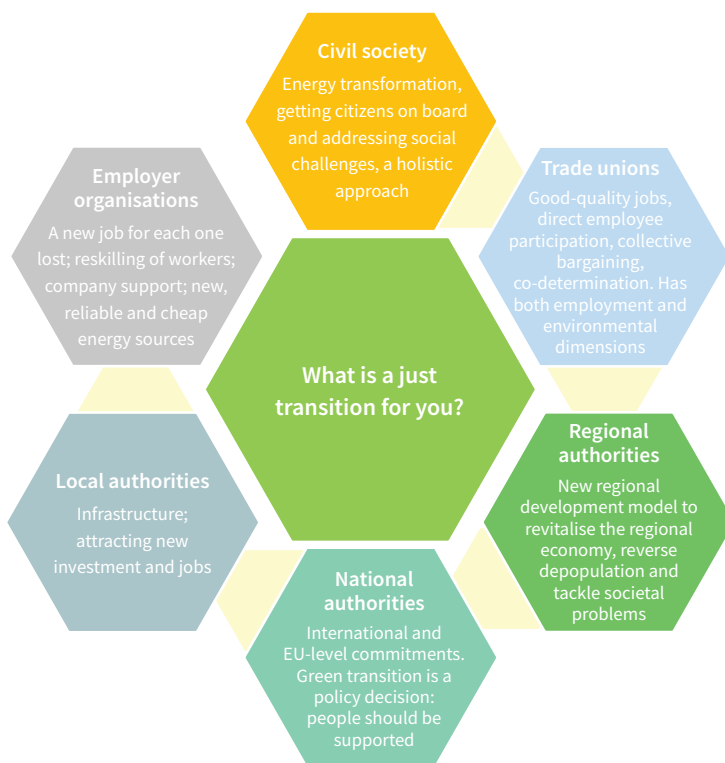 Civil society
Energy transformation,
getting citizens on board
and addressing social
challenges, a holistic
approach
Trade unions
Good-quality jobs,
direct employee
participation, collective
bargaining,
co-determination. Has
both employment and
environmental
dimensions
Regional
authorities
New regional
development model to
revitalise the regional
economy, reverse
depopulation and
tackle societal
problems
National
authorities
International and
EU-level commitments.
Green transition is a
policy decision:
people should be
supported
Local authorities
Infrastructure;
attracting new
investment and jobs
Employer
organisations
A new job for each one
lost; reskilling of workers;
company support; new,
reliable and cheap
energy sources
What is a just
transition for you?